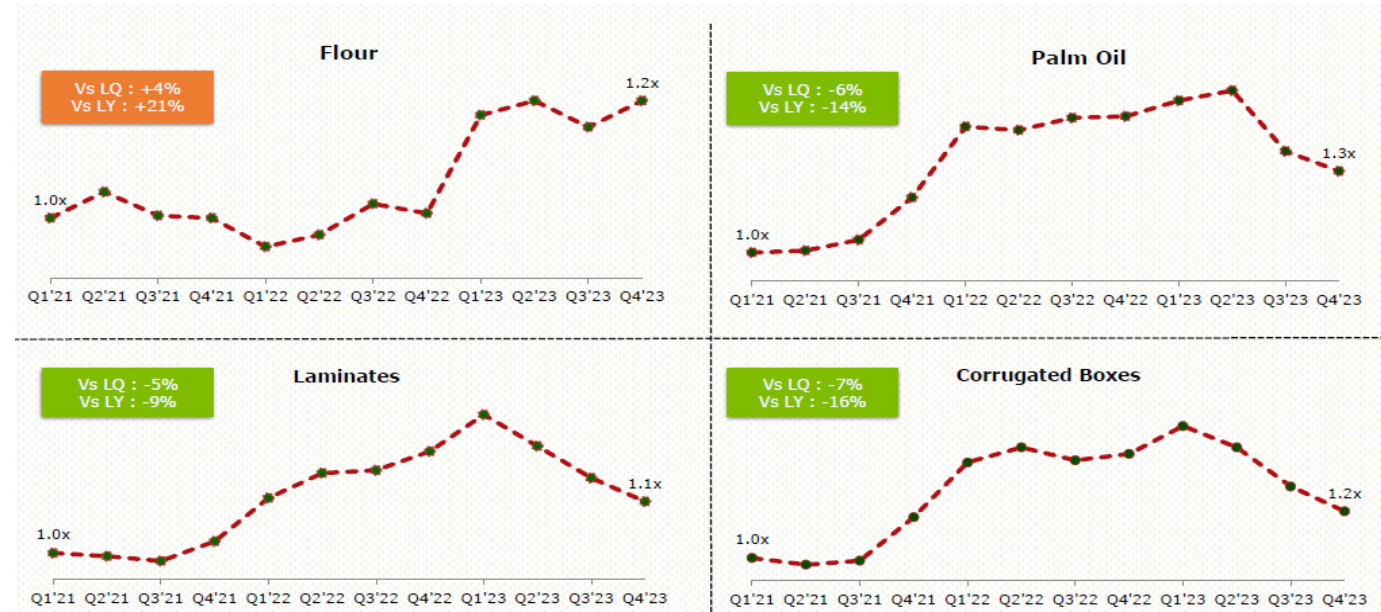 Flour
Vs LQ : +4%
Vs LY : +21%
1.2x
1.0x
Q1'21 Q2'21 Q3'21 Q4'21 Q1'22 Q2'22 Q3'22 Q4'22 Q1'23 Q2'23 Q3'23 Q4'23
Palm Oil
Vs LQ : -6%
Vs LY : -14%
1.3x
1.0x
Q1'21 Q2'21 Q3'21 Q4'21 Q1'22 Q2'22 Q3'22 Q4'22 Q1'23 Q2'23 Q3'23 Q4'23
Laminates
Vs LQ : -5%
Vs LY : -9%
1.1x
1.0x
Q1'21 Q2'21 Q3'21 Q4'21 Q1'22 Q2'22 Q3'22 Q4'22 Q1'23 Q2'23 Q3'23 Q4'23
Corrugated Boxes
Vs LQ : -7%
Vs LY : -16%
1.2x
1.0x
Q1'21 Q2'21 Q3'21 Q4'21 Q1'22 Q2'22 Q3'22 Q4'22 Q1'23 Q2'23 Q3'23 Q4'23